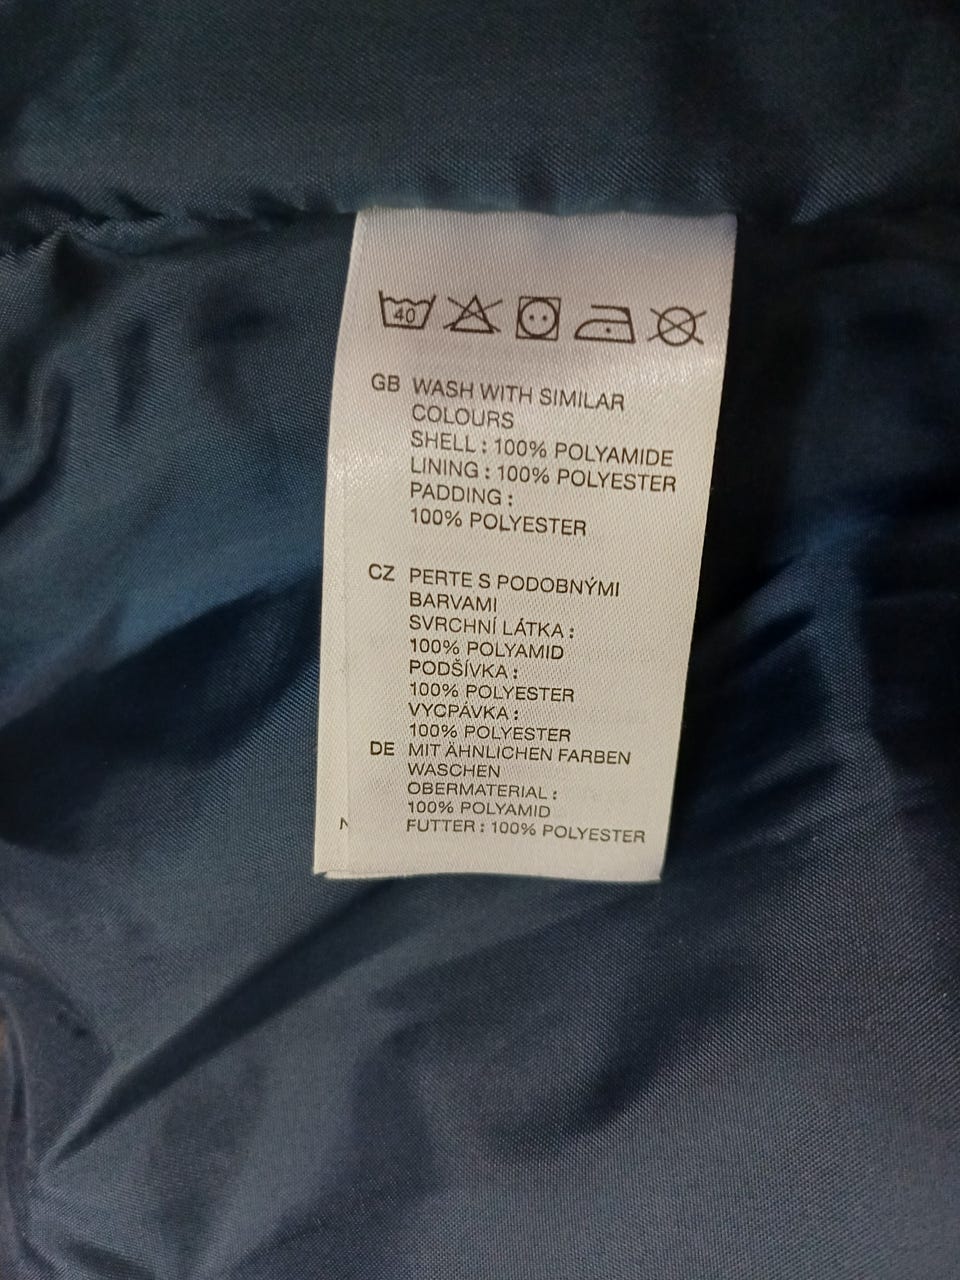 40
GB WASH WITH SIMILAR
COLOURS
SHELL : 100% POLYAMIDE
LINING : 100% POLYESTER
PADDING :
100% POLYESTER
CZ PERTE S PODOBNÝMI
BARVAMI
SVRCHNÍ LÁTKA :
100% POLYAMID
PODŠÍVKA :
100% POLYESTER
VYCPÁVKA :
100% POLYESTER
DE MIT ÄHNLICHEN FARBEN
WASCHEN
OBERMATERIAL :
100% POLYAMID
FUTTER : 100% POLYESTER